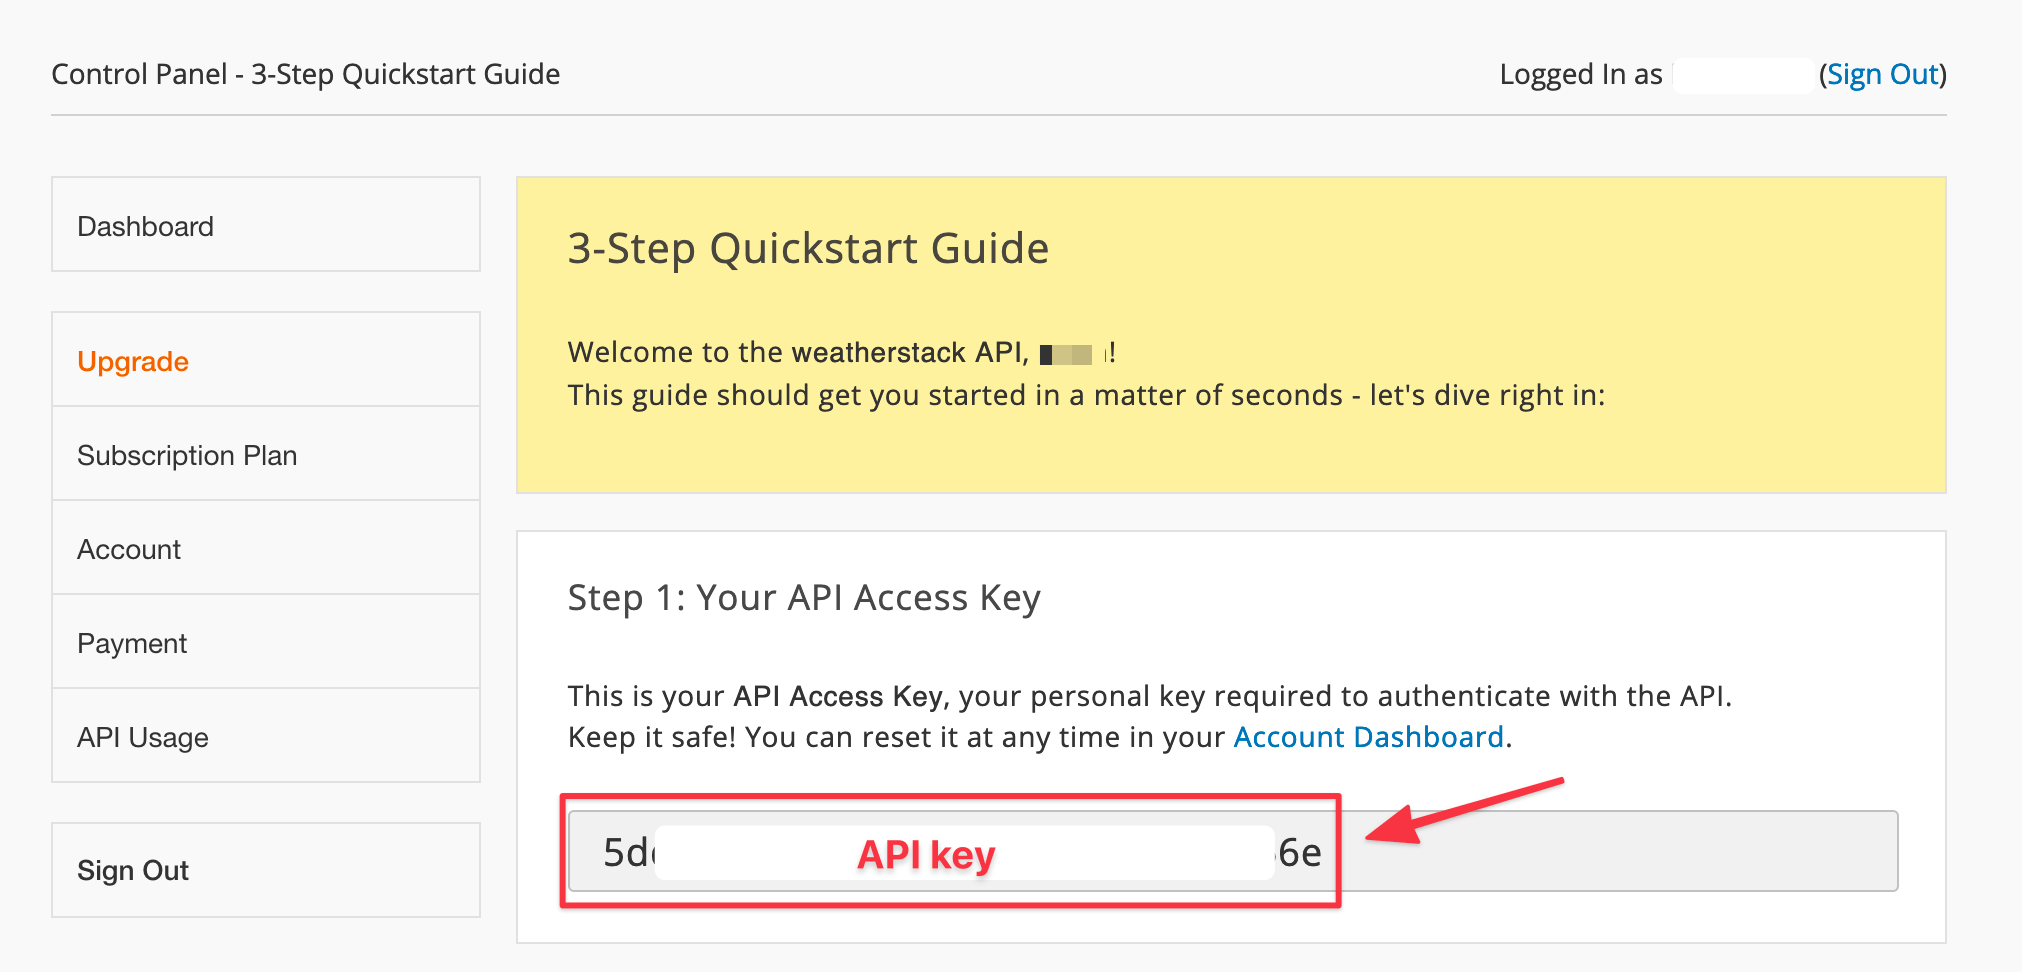 Control Panel - 3-Step Quickstart Guide
Logged In as (Sign Out)
Dashboard
Upgrade
Subscription Plan
Account
Payment
API Usage
Sign Out
3-Step Quickstart Guide
Welcome to the weatherstack API, !
This guide should get you started in a matter of seconds - let's dive right in:
Step 1: Your API Access Key
This is your API Access Key, your personal key required to authenticate with the API.
Keep it safe! You can reset it at any time in your Account Dashboard.
5d API key 6e